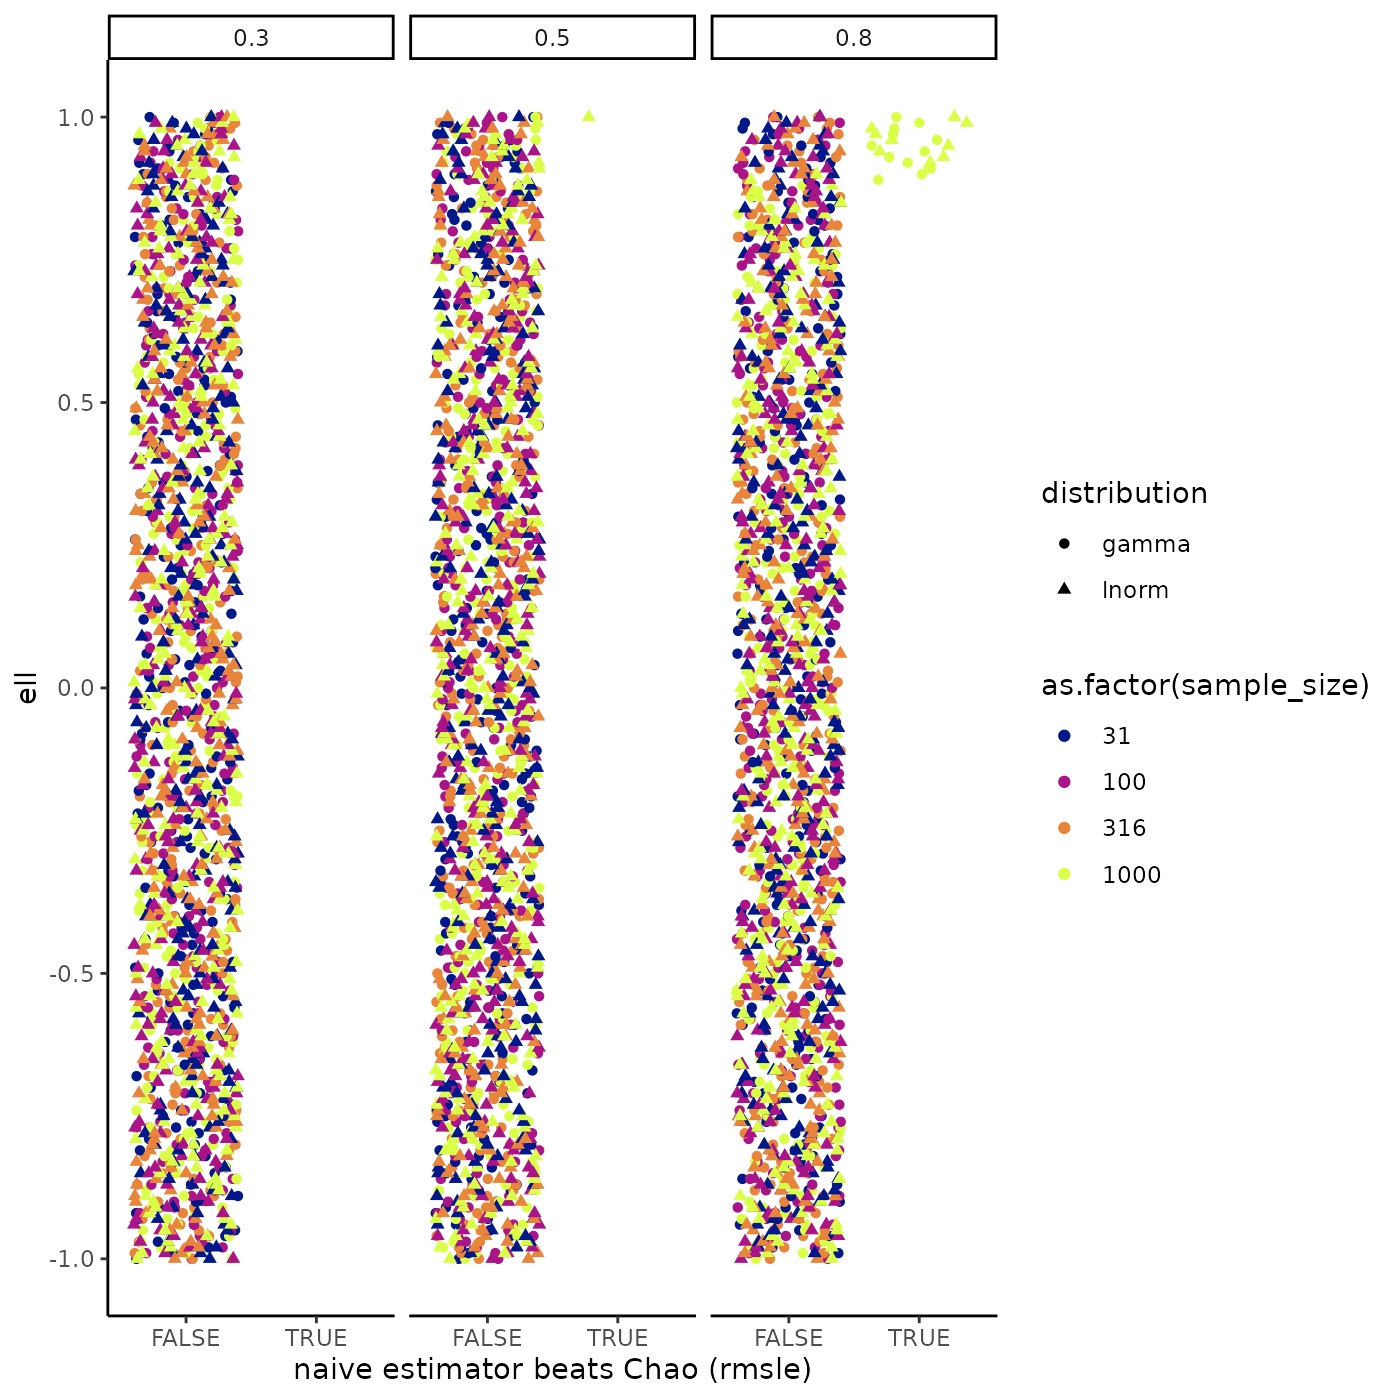 0.3
0.5
0.8
1.0
0.5
0.0
-0.5
-1.0
ell
FALSE
TRUE
FALSE
TRUE
FALSE
TRUE
naive estimator beats Chao (rmsle)
distribution
gamma
lnorm
as.factor(sample_size)
31
100
316
1000